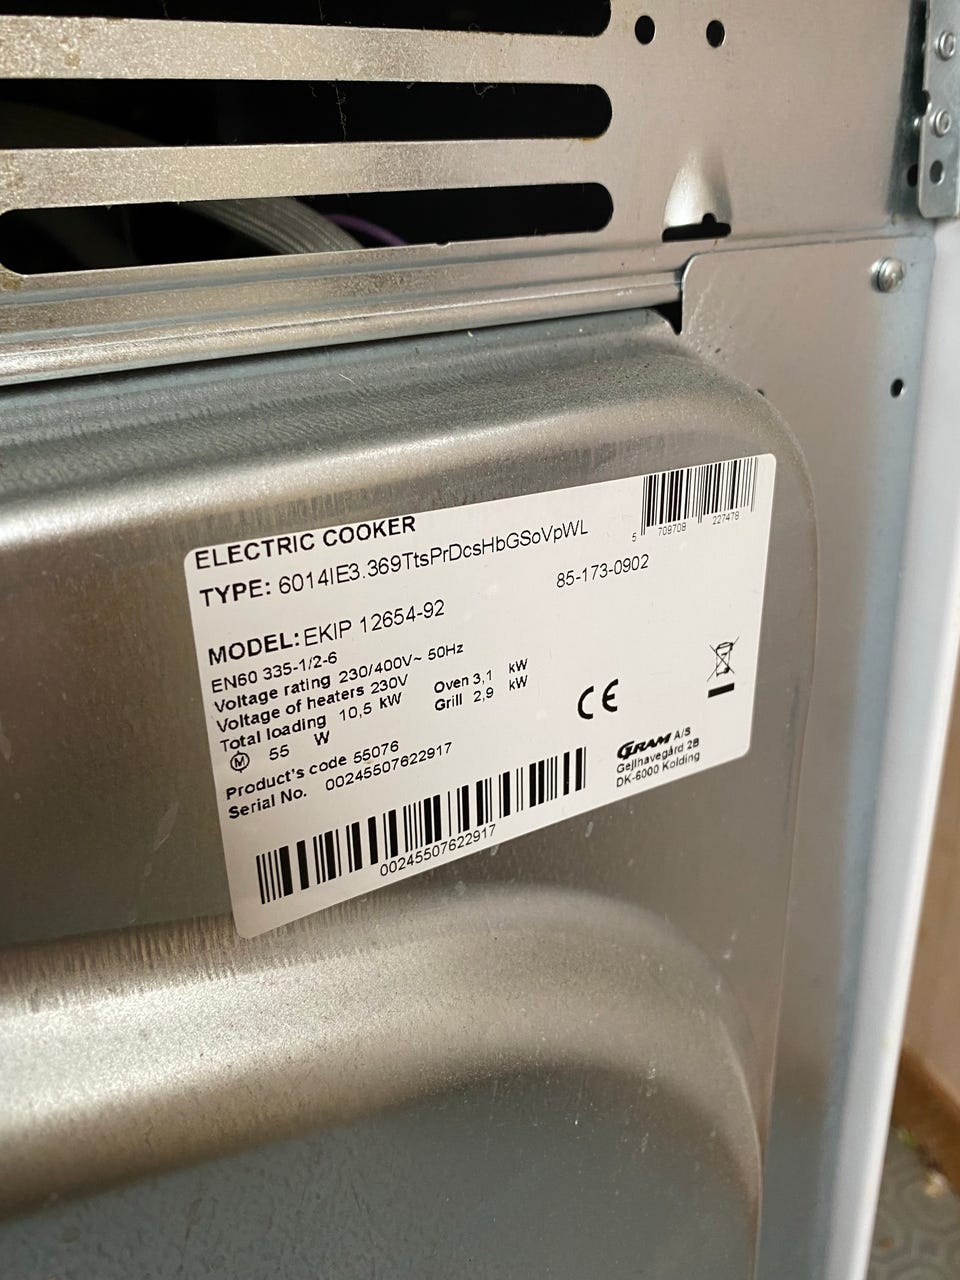 ELECTRIC COOKER
5 709708 227478
TYPE: 6014IE3.369TtsPrDcsHbGSoVpWL
85-173-0902
MODEL: EKIP 12654-92
EN60 335-1/2-6
Voltage rating 230/400V~ 50Hz
Voltage of heaters 230V
Total loading 10,5 kW
Oven 3,1 kW
Grill 2,9 kW
M 55 W
CE
Product's code 55076
Serial No. 00245507622917
00245507622917
GRAM A/S
Gejlhavegård 2B
DK-6000 Kolding